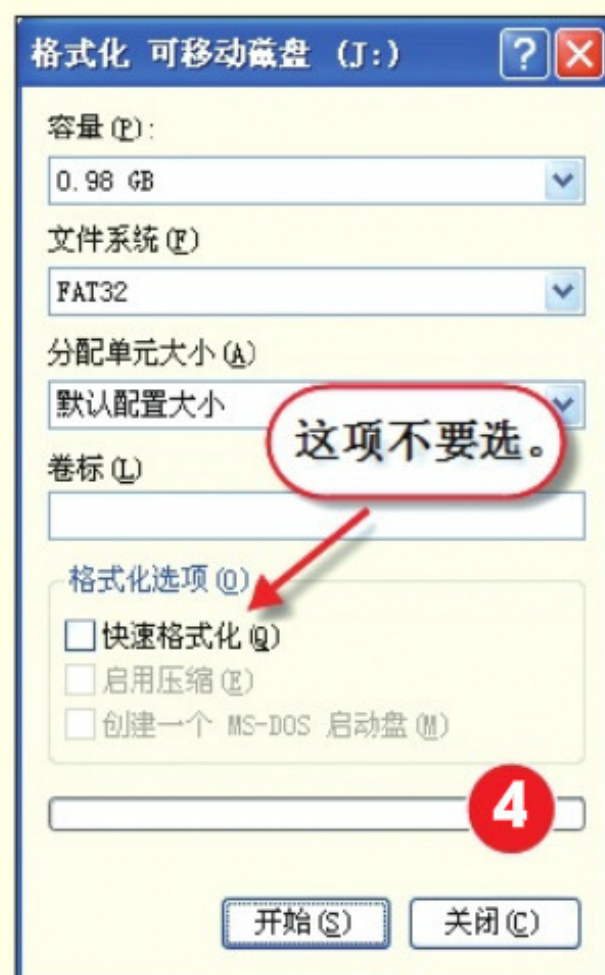 格式化 可移动磁盘 (J:)
容量(P):
0.98 GB
文件系统(F)
FAT32
分配单元大小(A)
默认配置大小
这项不要选。
卷标(L)
格式化选项(O)
快速格式化(Q)
启用压缩(E)
创建一个 MS-DOS 启动盘(M)
4
开始(S) 关闭(C)